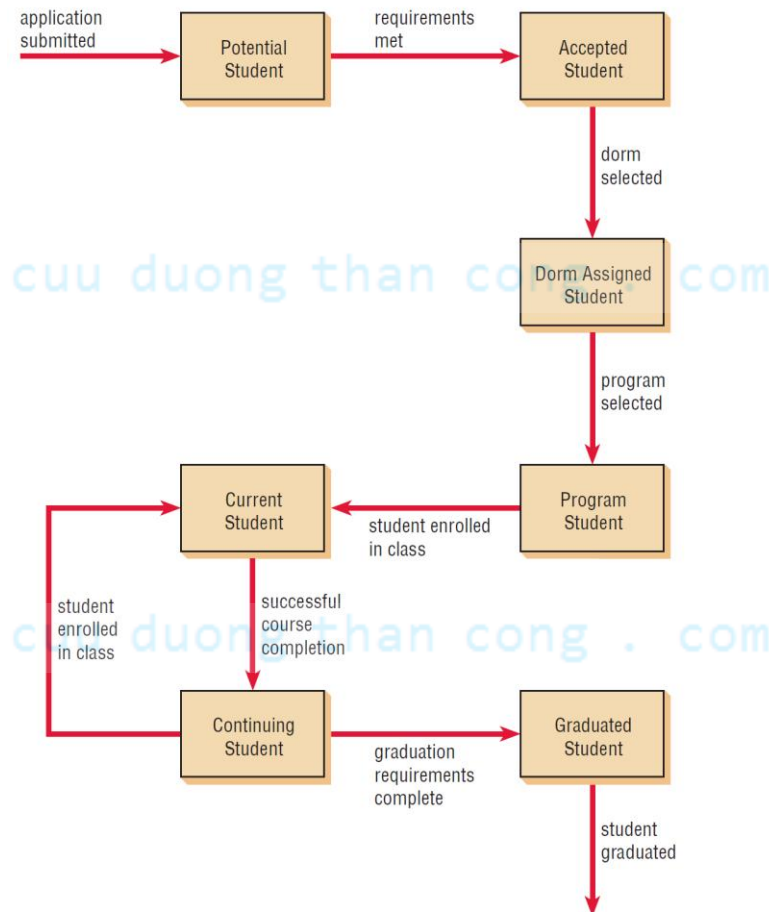 application
submitted
Potential
Student
requirements
met
Accepted
Student
dorm
selected
cuu duong than cong . com
Dorm Assigned
Student
program
selected
Current
Student
student enrolled
in class
Program
Student
student
enrolled
in class
successful
course
completion
cuu duong than cong . com
Continuing
Student
graduation
requirements
complete
Graduated
Student
student
graduated